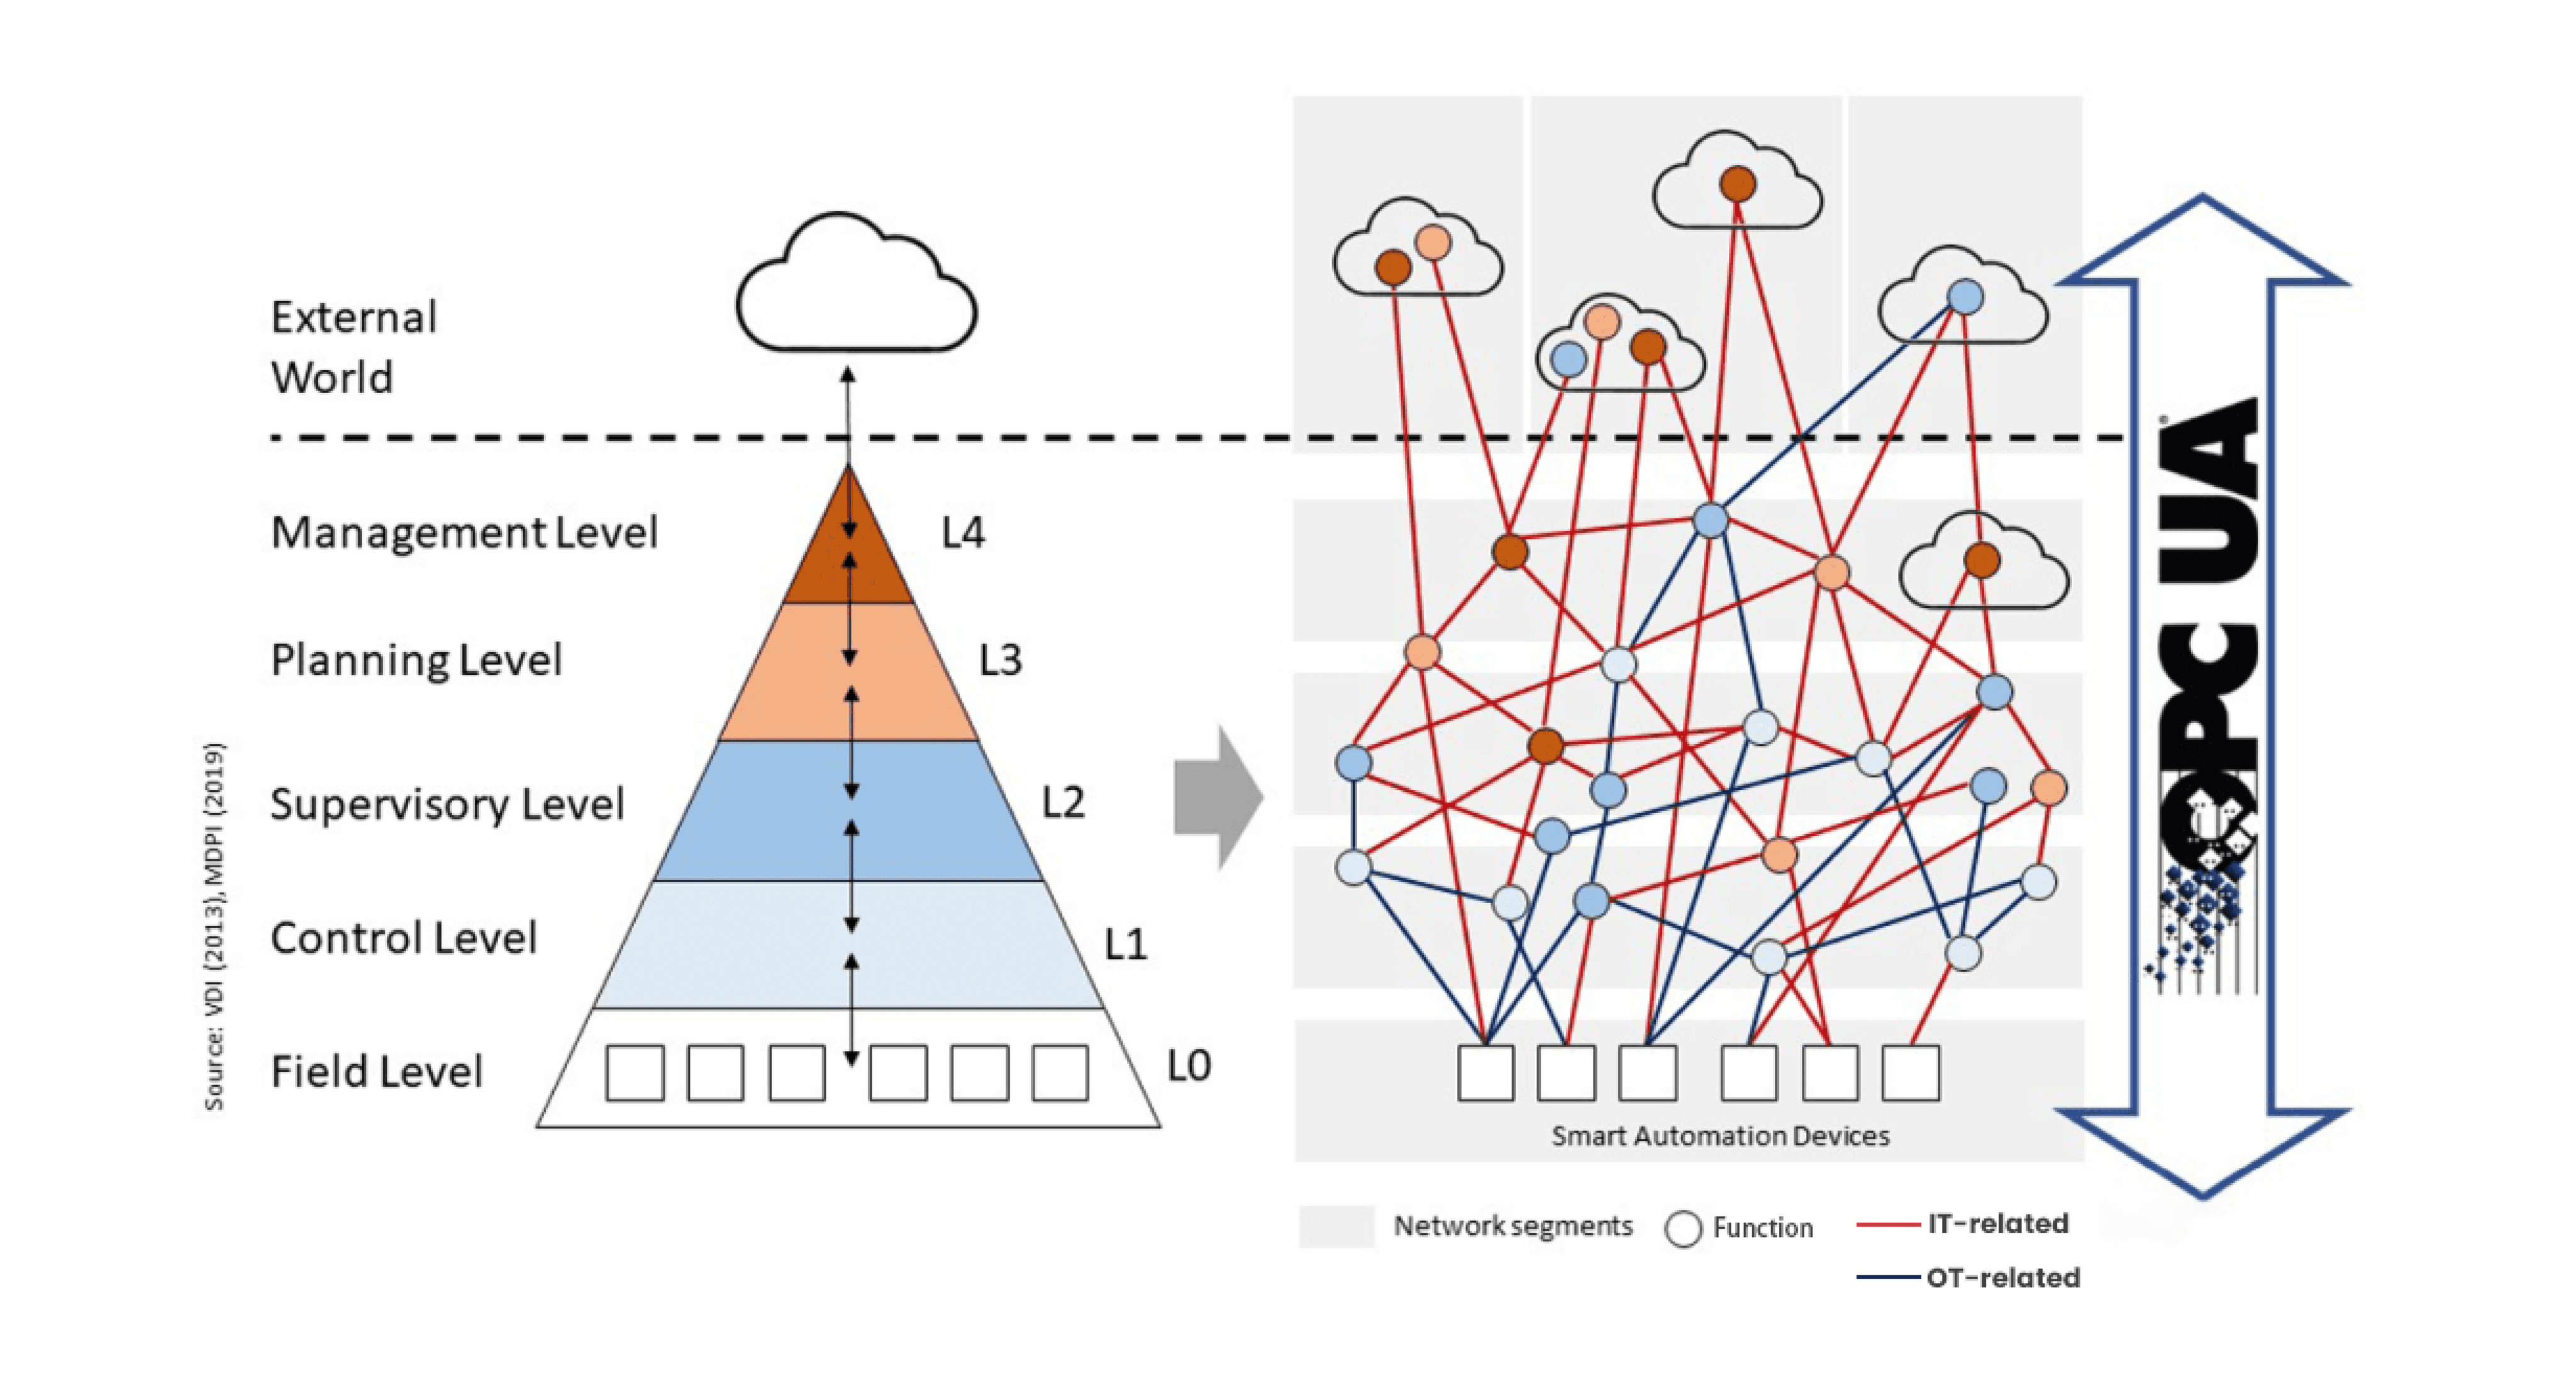 External
World
Management Level
L4
Planning Level
L3
Supervisory Level
L2
Control Level
L1
Field Level
L0
Source: VDI (2013), MDPI (2019)
Smart Automation Devices
Network segments
Function
IT-related
OT-related
OPC UA